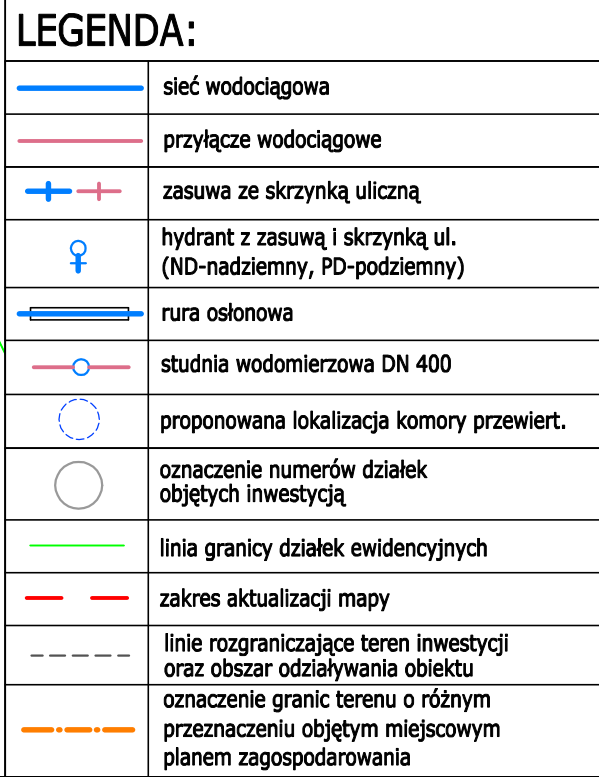 LEGENDA:
sieć wodociągowa
przyłącze wodociągowe
zasuwa ze skrzynką uliczną
hydrant z zasuwą i skrzynką ul.
(ND-nadziemny, PD-podziemny)
rura osłonowa
studnia wodomierzowa DN 400
proponowana lokalizacja komory przewiert.
oznaczenie numerów działek
objętych inwestycją
linia granicy działek ewidencyjnych
zakres aktualizacji mapy
linie rozgraniczające teren inwestycji
oraz obszar odziaływania obiektu
oznaczenie granic terenu o różnym
przeznaczeniu objętym miejscowym
planem zagospodarowania